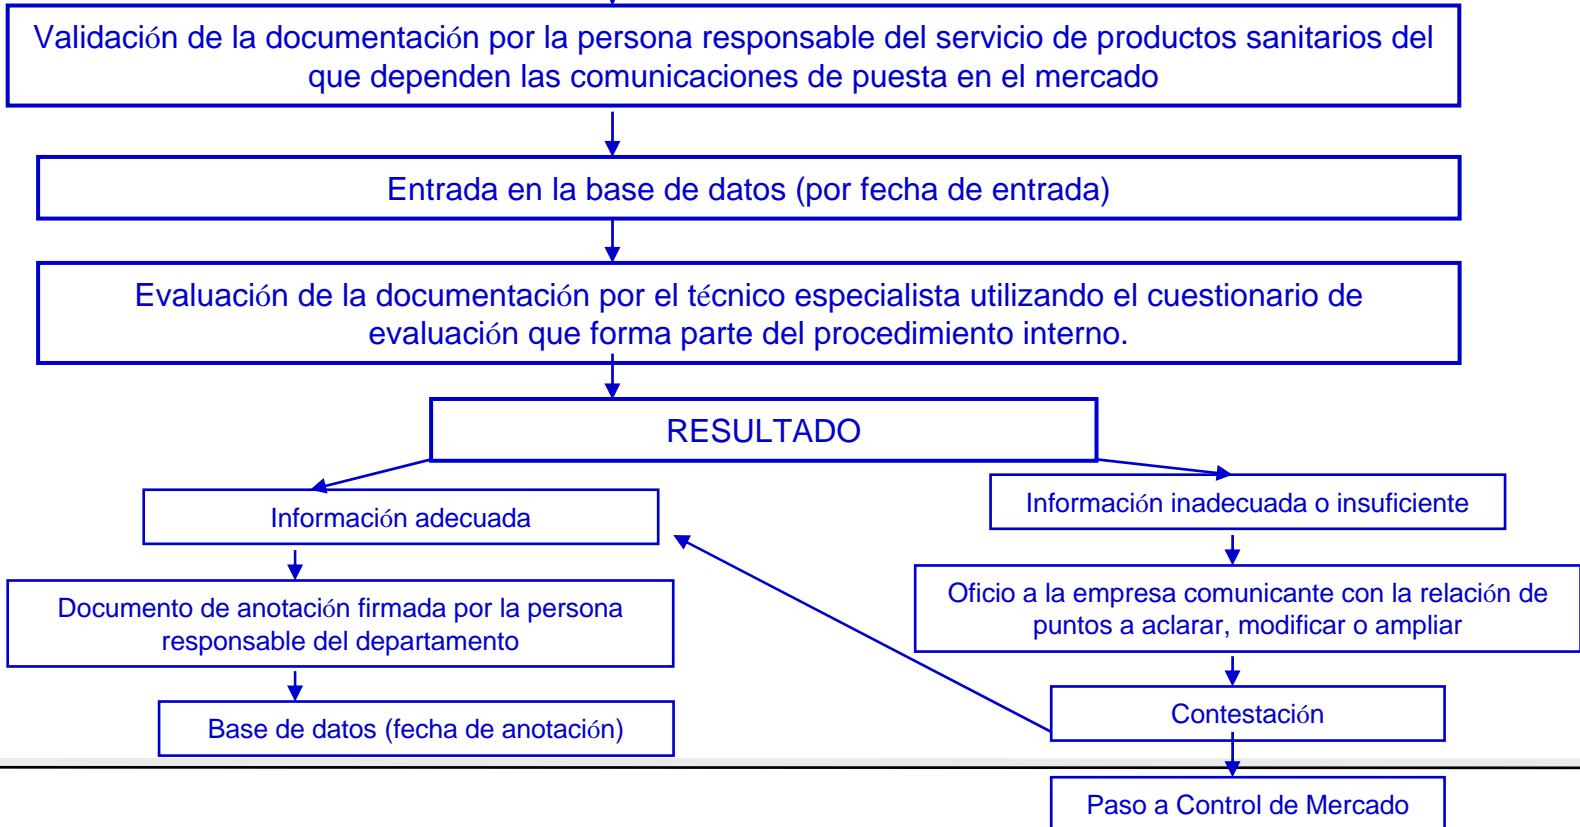 Validación de la documentación por la persona responsable del servicio de productos sanitarios del
que dependen las comunicaciones de puesta en el mercado
Entrada en la base de datos (por fecha de entrada)
Evaluación de la documentación por el técnico especialista utilizando el cuestionario de
evaluación que forma parte del procedimiento interno.
RESULTADO
Información adecuada
Información inadecuada o insuficiente
Documento de anotación firmada por la persona
responsable del departamento
Oficio a la empresa comunicante con la relación de
puntos a aclarar, modificar o ampliar
Base de datos (fecha de anotación)
Contestación
Paso a Control de Mercado